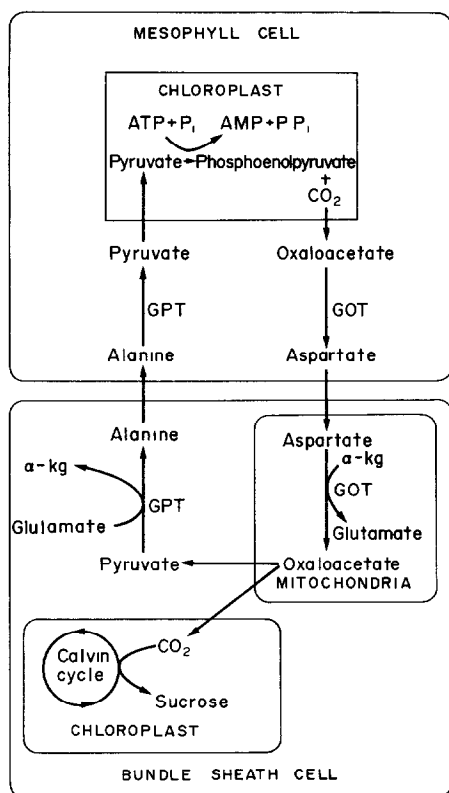 MESOPHYLL CELL
CHLOROPLAST
ATP+Pi AMP+PPi
Pyruvate Phosphoenolpyruvate
+
CO2
Pyruvate Oxaloacetate
GPT GOT
Alanine Aspartate
Alanine Aspartate
α-kg α-kg
GPT GOT
Glutamate Glutamate
Pyruvate Oxaloacetate
MITOCHONDRIA
Calvin
cycle
CO2
Sucrose
CHLOROPLAST
BUNDLE SHEATH CELL